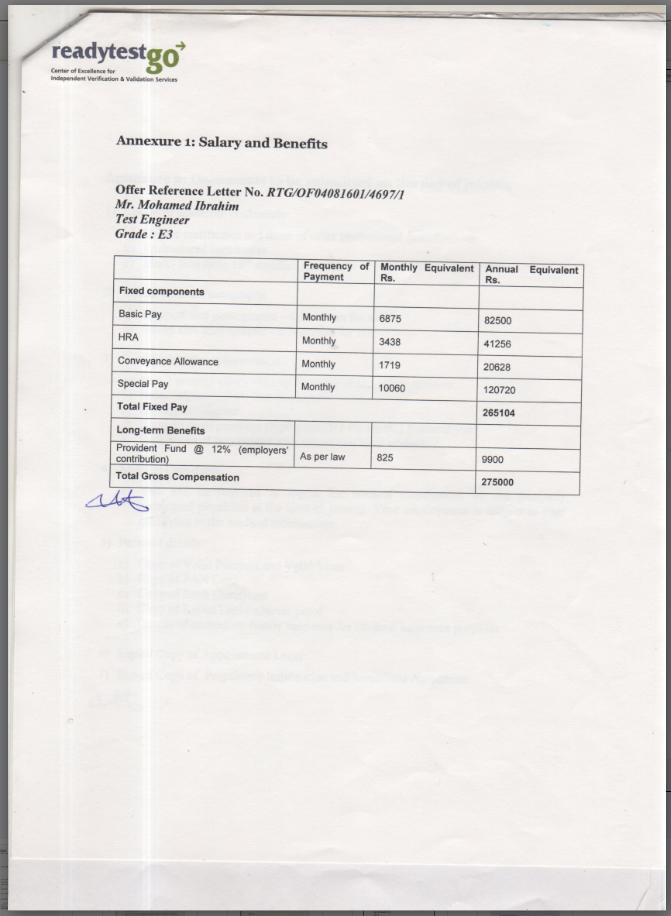 readytestgo
Center of Excellence for
Independent Verification & Validation Services
Annexure 1: Salary and Benefits
Offer Reference Letter No. RTG/OF04081601/4697/1
Mr. Mohamed Ibrahim
Test Engineer
Grade : E3
Frequency of Payment Monthly Equivalent Rs. Annual Equivalent Rs.
Fixed components
Basic Pay Monthly 6875 82500
HRA Monthly 3438 41256
Conveyance Allowance Monthly 1719 20628
Special Pay Monthly 10060 120720
Total Fixed Pay 265104
Long-term Benefits
Provident Fund @ 12% (employers' contribution) As per law 825 9900
Total Gross Compensation 275000